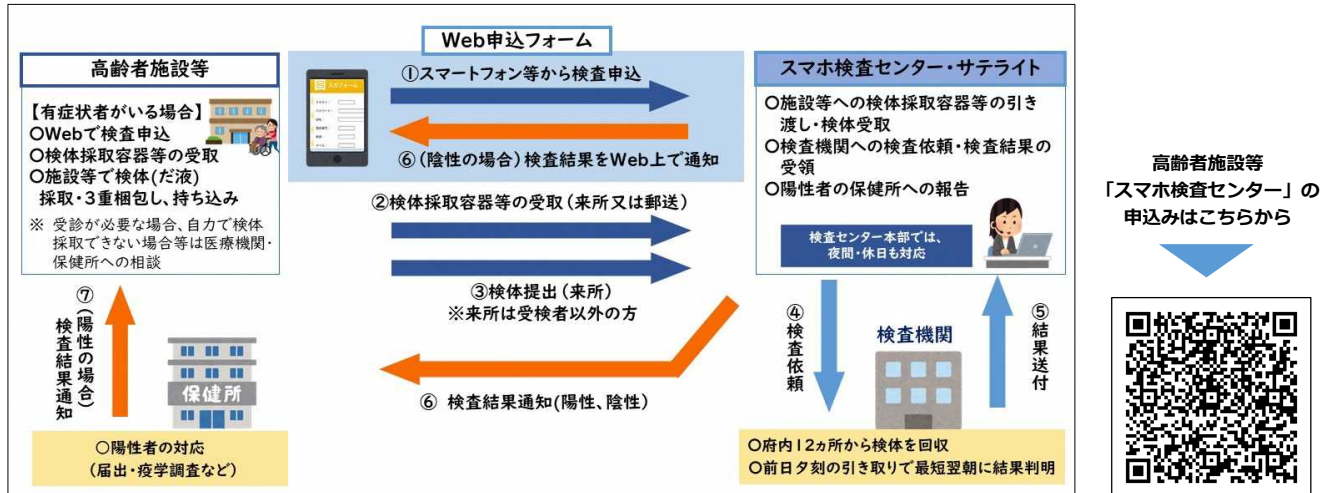 Web申込フォーム
高齢者施設等
【有症状者がいる場合】
○Webで検査申込
○検体採取容器等の受取
○施設等で検体（だ液）
採取・3重梱包し、持ち込み
※ 受診が必要な場合、自力で検体
採取できない場合等は医療機関・
保健所への相談
①スマートフォン等から検査申込
⑥（陰性の場合）検査結果をWeb上で通知
②検体採取容器等の受取（来所又は郵送）
③検体提出（来所）
※来所は受検者以外の方
⑥ 検査結果通知(陽性、陰性)
スマホ検査センター・サテライト
○施設等への検体採取容器等の引き
渡し・検体受取
○検査機関への検査依頼・検査結果の
受領
○陽性者の保健所への報告
検査センター本部では、
夜間・休日も対応
④検査依頼
検査機関
⑤結果送付
○府内12ヵ所から検体を回収
○前日夕刻の引き取りで最短翌朝に結果判明
⑦（陽性の場合）
検査結果通知
保健所
○陽性者の対応
（届出・疫学調査など）
高齢者施設等
「スマホ検査センター」の
申込みはこちらから